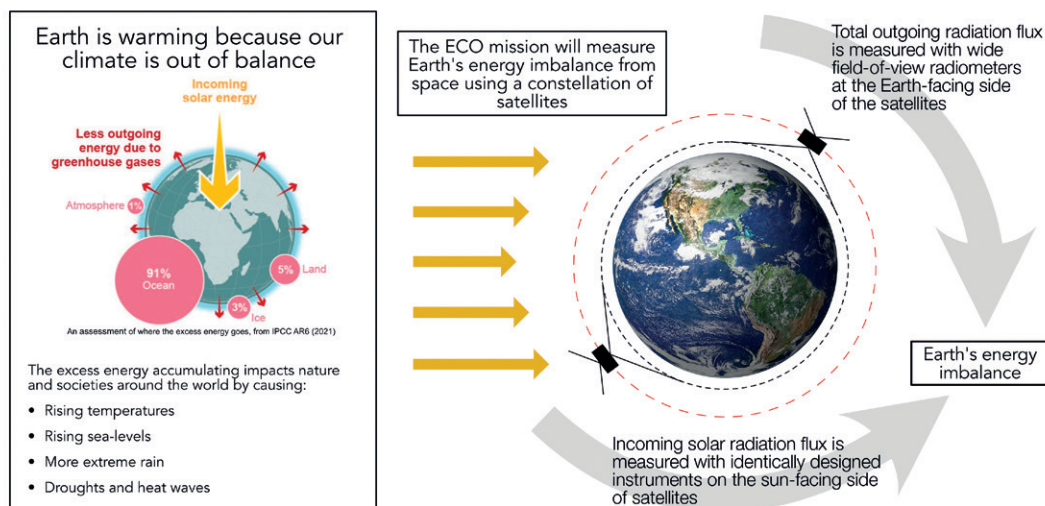 Earth is warming because our
climate is out of balance
Incoming
solar energy
Less outgoing
energy due to
greenhouse gases
Atmosphere 1%
91%
Ocean
5% Land
3%
Ice
An assessment of where the excess energy goes, from IPCC AR6 (2021)
The excess energy accumulating impacts nature
and societies around the world by causing:
• Rising temperatures
• Rising sea-levels
• More extreme rain
• Droughts and heat waves
The ECO mission will measure
Earth's energy imbalance from
space using a constellation of
satellites
Total outgoing radiation flux
is measured with wide
field-of-view radiometers
at the Earth-facing side
of the satellites
Earth's energy
imbalance
Incoming solar radiation flux is
measured with identically designed
instruments on the sun-facing side
of satellites